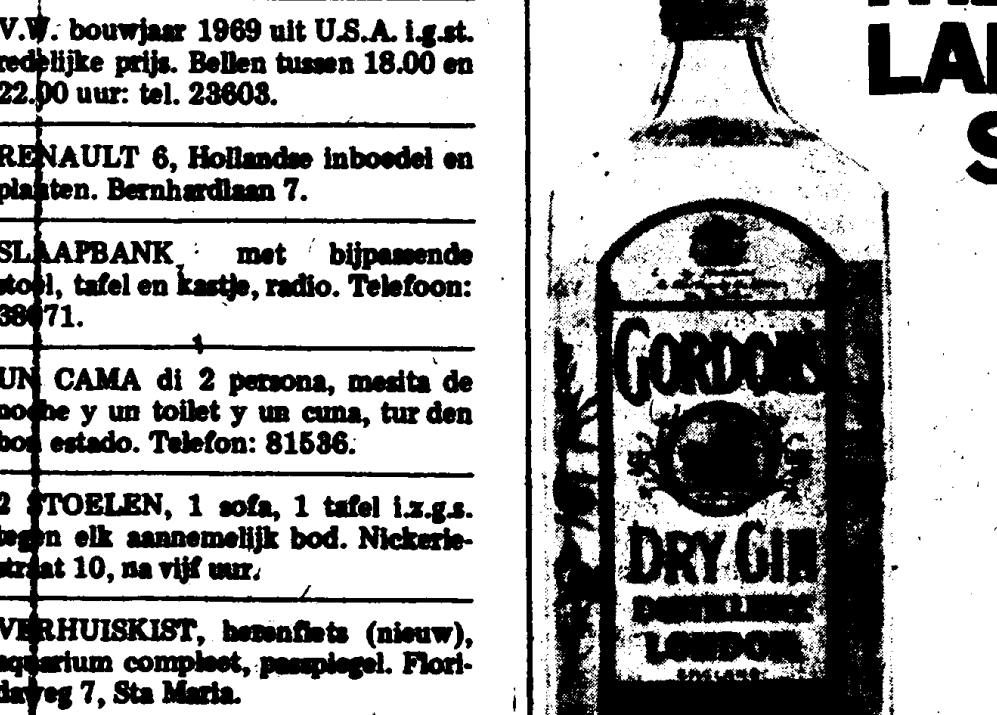 V.W. bouwjaar 1969 uit U.S.A. i.g.st.
redelijke prijs. Bellen tussen 18.00 en
22.00 uur: tel. 23603.
RENAULT 6, Hollandse inboedel en
planten. Bernhardlaan 7.
SLAAPBANK met bijpassende
stoel, tafel en kastje, radio. Telefoon:
38071.
UN CAMA di 2 persona, mesita de
noche y un toilet y un cuna, tur den
bon estado. Telefon: 81536.
2 STOELEN, 1 sofa, 1 tafel i.z.g.s.
tegen elk aannemelijk bod. Nickerie-
straat 10, na vijf uur.
VERHUISKIST, herenfiets (nieuw),
aquarium compleet, passpiegel. Flori-
daweg 7, Sta Maria.
LA
S
GORDON'S
DRY GIN
LONDON
ENGLAND